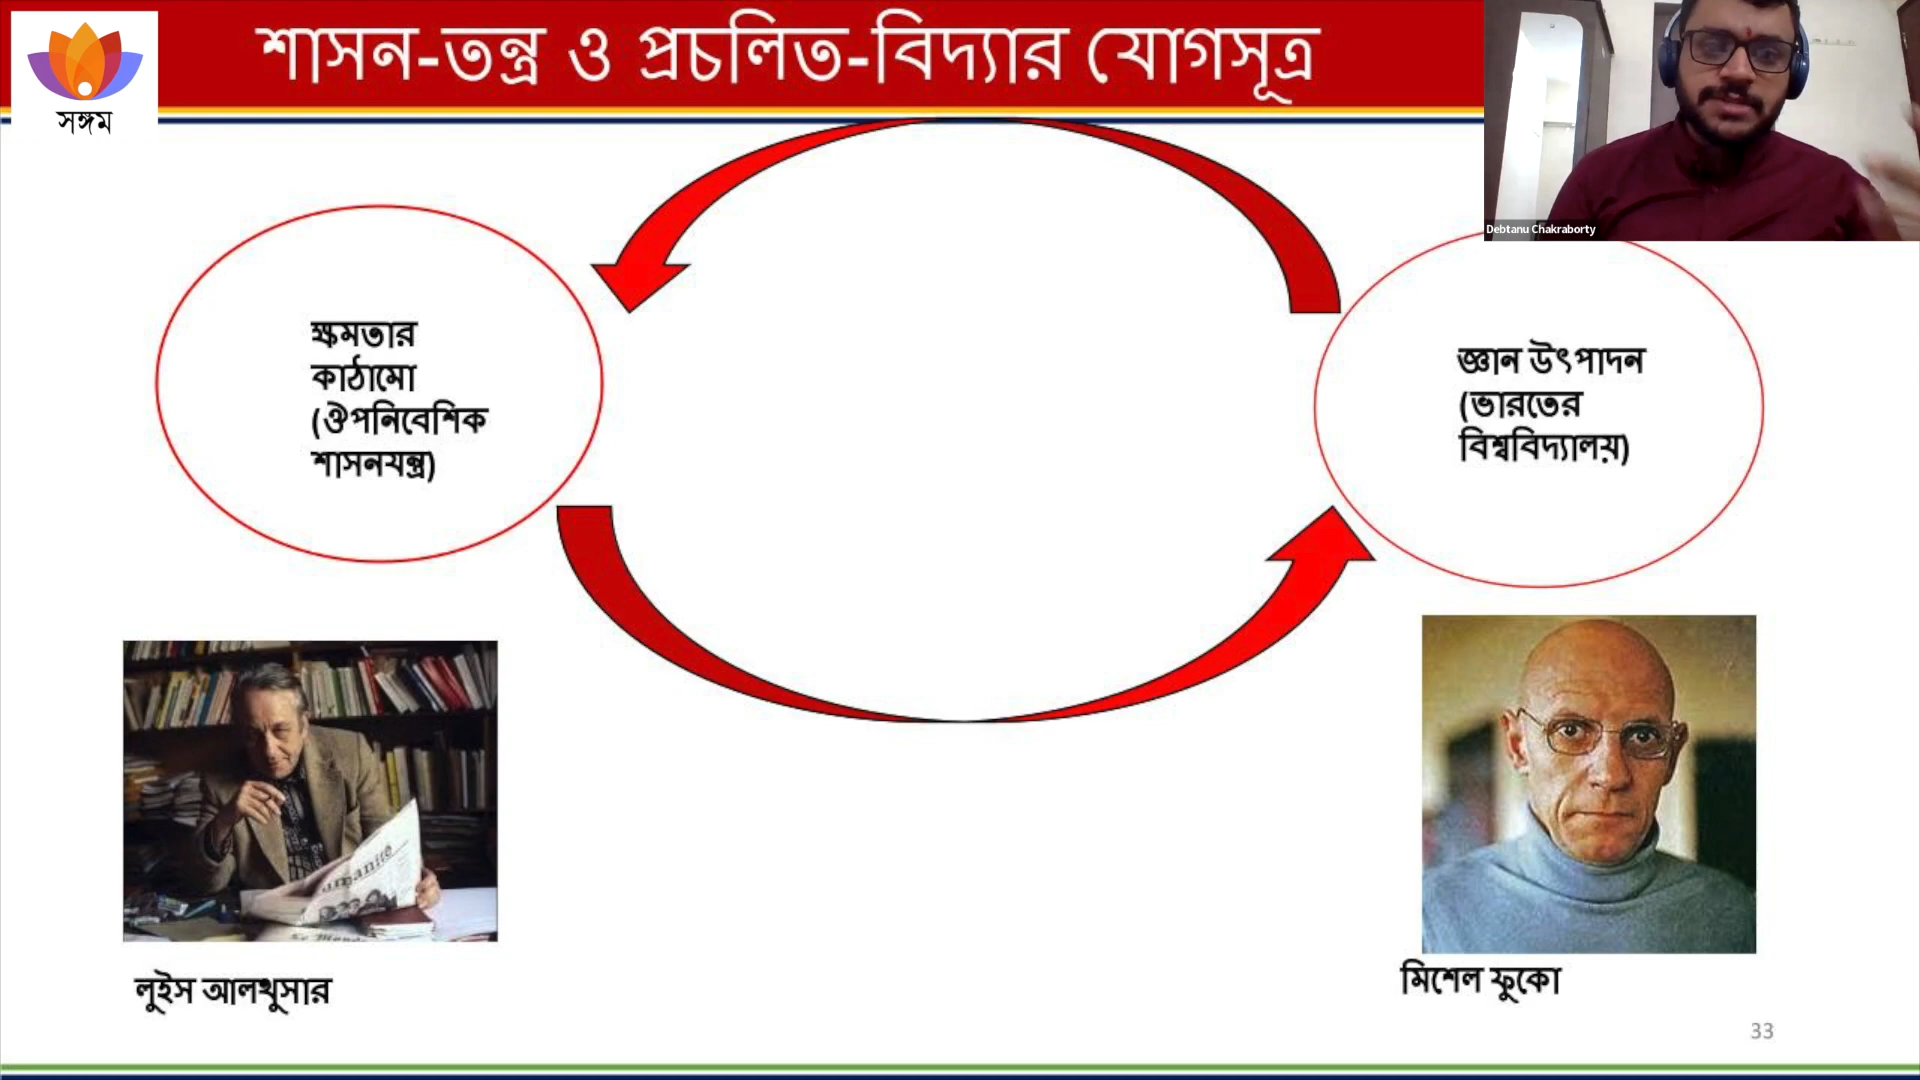 শাসন-তন্ত্র ও প্রচলিত-বিদ্যার যোগসূত্র
সঙ্গম
Debtanu Chakraborty
ক্ষমতার
কাঠামো
(ঔপনিবেশিক
শাসনযন্ত্র)
জ্ঞান উৎপাদন
(ভারতের
বিশ্ববিদ্যালয়)
লুইস আলথুসার
মিশেল ফুকো
33